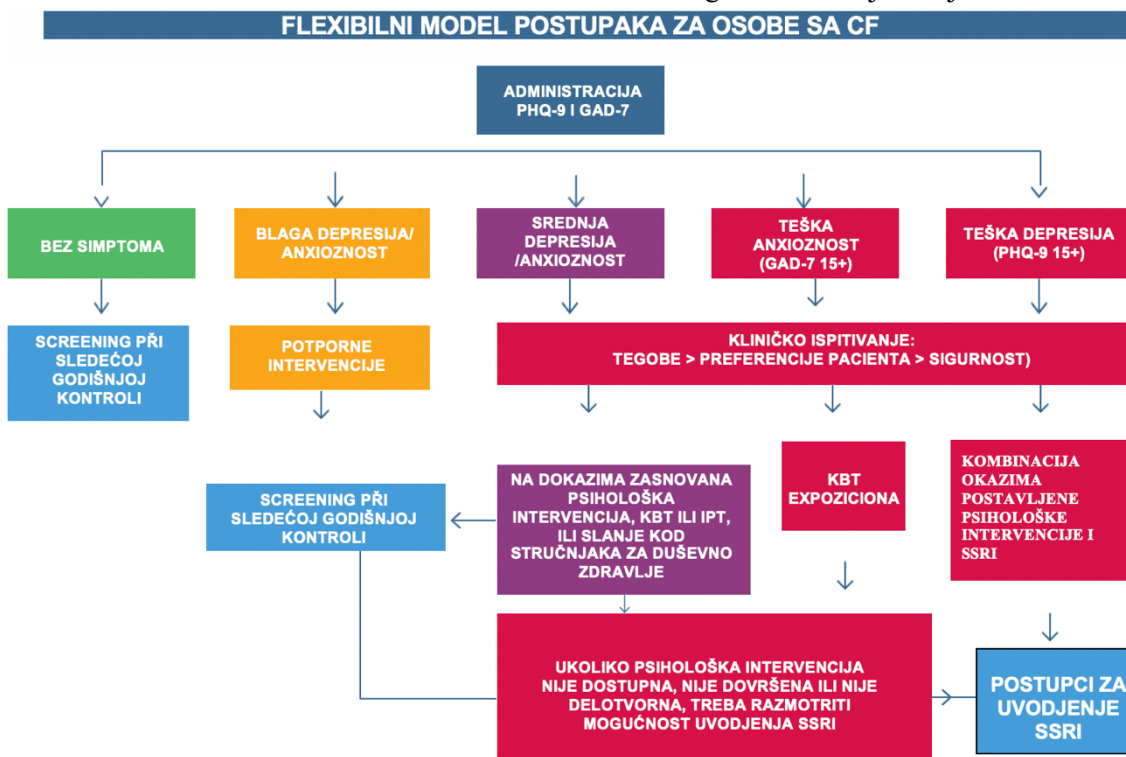 FLEXIBILNI MODEL POSTUPAKA ZA OSOBE SA CF
ADMINISTRACIJA
PHQ-9 I GAD-7
BEZ SIMPTOMA
BLAGA DEPRESIJA/
ANXIOZNOST
SREDNJA
DEPRESIJA
/ANXIOZNOST
TEŠKA
ANXIOZNOST
(GAD-7 15+)
TEŠKA DEPRESIJA
(PHQ-9 15+)
SCREENING PŘI
SLEDEĆOJ
GODIŠNJOJ
KONTROLI
POTPORNE
INTERVENCIJE
KLINIČKO ISPITIVANJE:
TEGOBE > PREFERENCIJE PACIENTA > SIGURNOST)
SCREENING PŘI
SLEDEĆOJ GODIŠNJOJ
KONTROLI
NA DOKAZIMA ZASNOVANA
PSIHOLOŠKA
INTERVENCIJA, KBT ILI IPT,
ILI SLANJE KOD
STRUČNJAKA ZA DUŠEVNO
ZDRAVLJE
KBT
EXPOZICIONA
KOMBINACIJA
OKAZIMA
POSTAVLJENE
PSIHOLOŠKE
INTERVENCIJE I
SSRI
UKOLIKO PSIHOLOŠKA INTERVENCIJA
NIJE DOSTUPNA, NIJE DOVRŠENA ILI NIJE
DELOTVORNA, TREBA RAZMOTRITI
MOGUĆNOST UVODJENJA SSRI
POSTUPCI ZA
UVODJENJE
SSRI